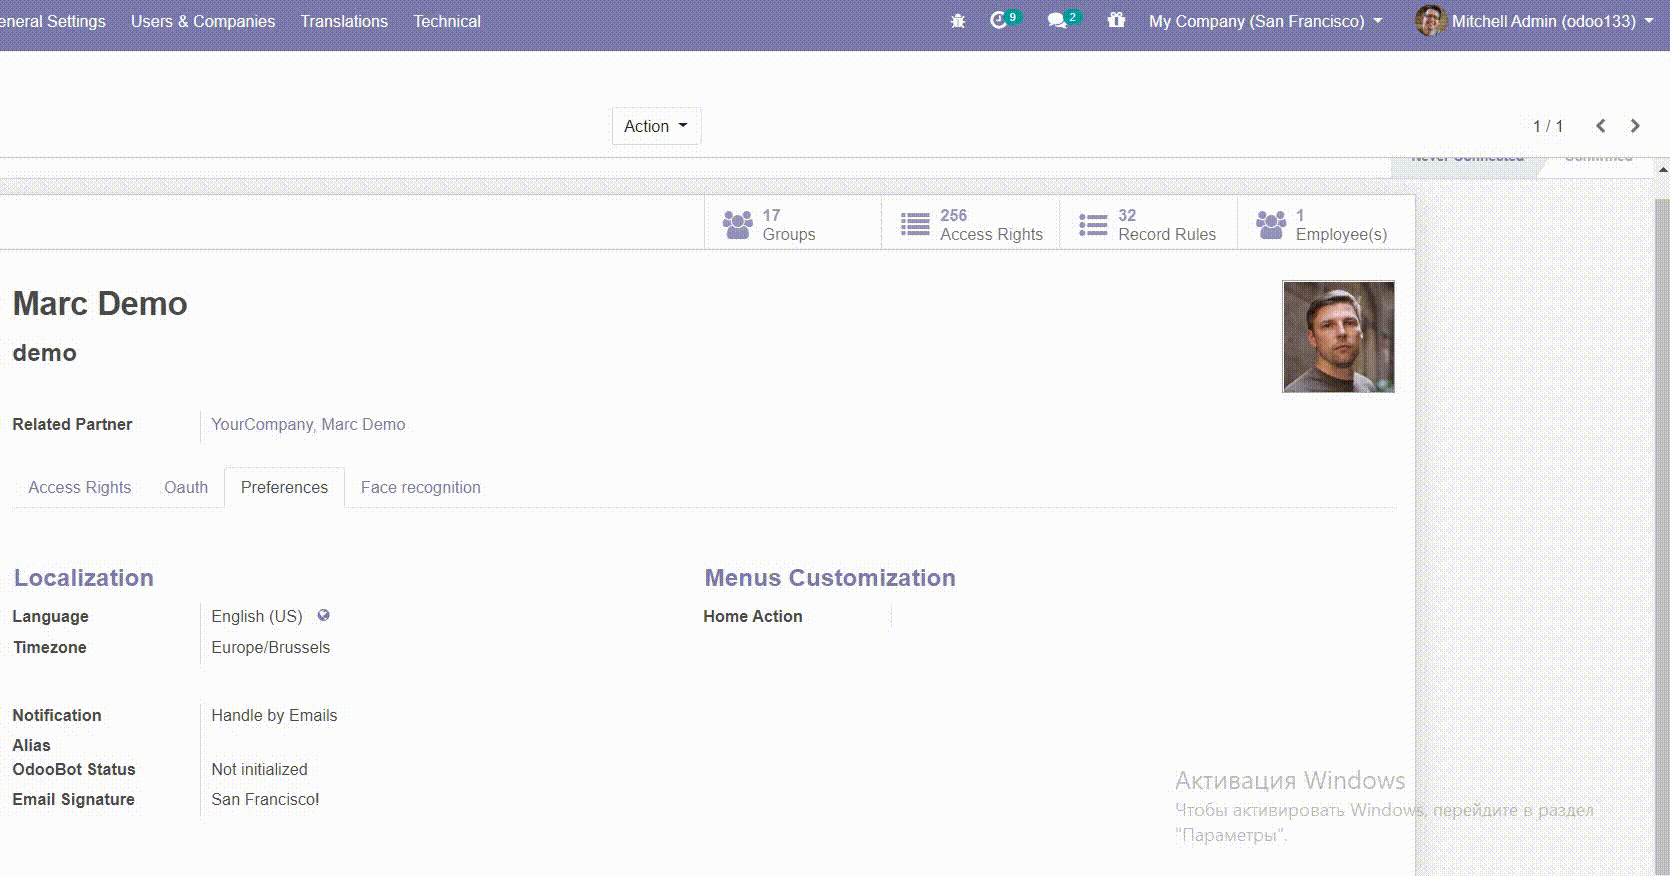 eneral Settings Users & Companies Translations Technical 9 2 My Company (San Francisco) Mitchell Admin (odoo133)
Action 1 / 1
Never Connected Confirmed
17 Groups
256 Access Rights
32 Record Rules
1 Employee(s)
Marc Demo
demo
Related Partner YourCompany, Marc Demo
Access Rights Oauth Preferences Face recognition
Localization Menus Customization
Language English (US) Home Action
Timezone Europe/Brussels
Notification Handle by Emails
Alias
OdooBot Status Not initialized
Email Signature San Francisco!
Активация Windows
Чтобы активировать Windows, перейдите в раздел
"Параметры".